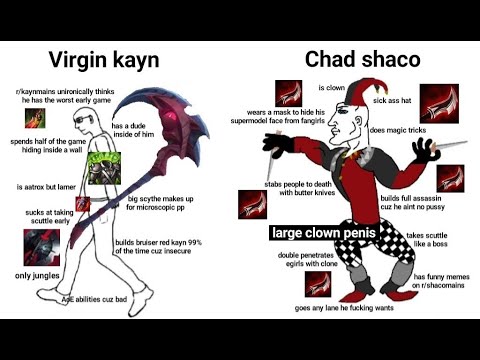 Virgin kayn
r/kaynmains unironically thinks
he has the worst early game
has a dude
inside of him
spends half of the game
hiding inside a wall
is aatrox but lamer
big scythe makes up
for microscopic pp
sucks at taking
scuttle early
builds bruiser red kayn 99%
of the time cuz insecure
only jungles
AoE abilities cuz bad
Chad shaco
is clown
sick ass hat
wears a mask to hide his
supermodel face from fangirls
does magic tricks
stabs people to death
with butter knives
builds full assassin
cuz he aint no pussy
large clown penis
takes scuttle
like a boss
double penetrates
egirls with clone
has funny memes
on r/shacomains
goes any lane he fucking wants